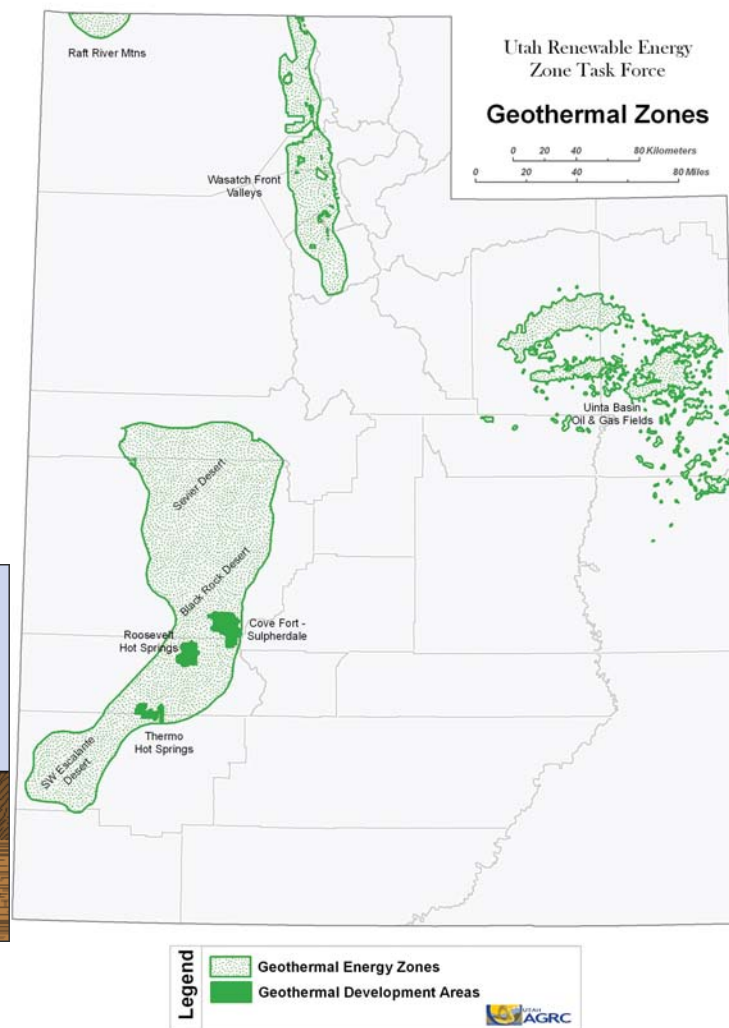 Raft River Mtns
Utah Renewable Energy
Zone Task Force
Geothermal Zones
0 20 40 80 Kilometers
0 20 40 80 Miles
Wasatch Front
Valleys
Uinta Basin
Oil & Gas Fields
Sevier Desert
Black Rock Desert
Cove Fort -
Sulpherdale
Roosevelt
Hot Springs
Thermo
Hot Springs
SW Escalante
Desert
Legend
Geothermal Energy Zones
Geothermal Development Areas
UTAH
AGRC